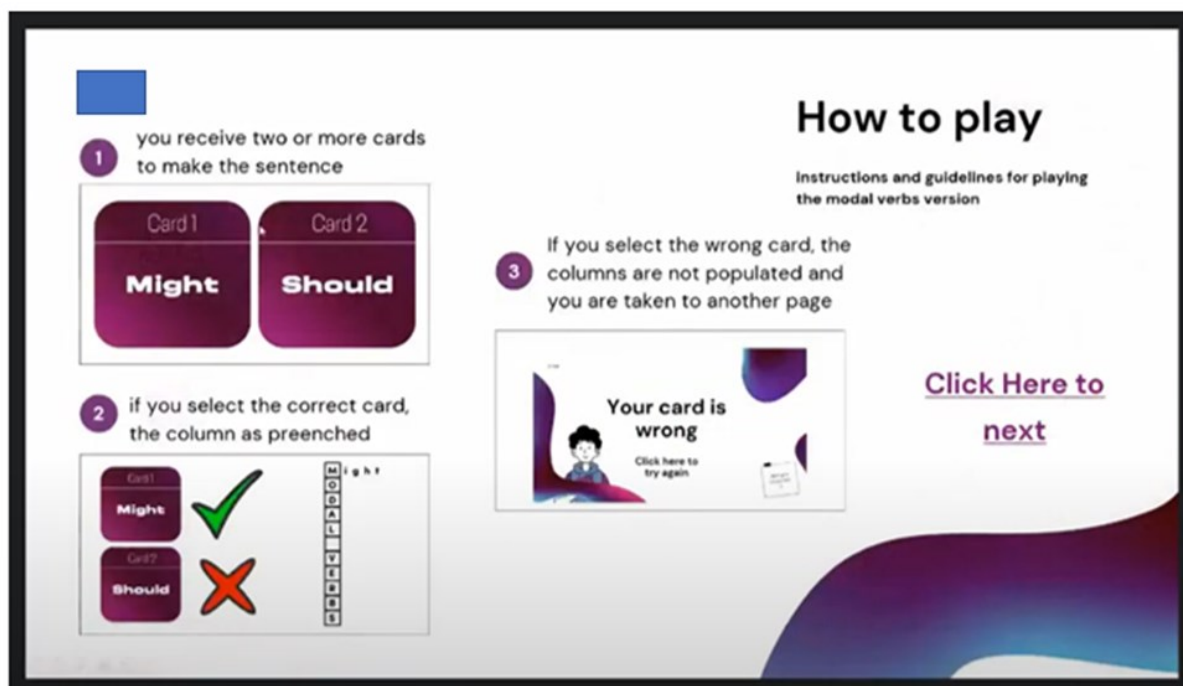 How to play
Instructions and guidelines for playing
the modal verbs version
1
you receive two or more cards
to make the sentence
Card 1
Might
Card 2
Should
2
if you select the correct card,
the column as preenched
Card1
Might
Card2
Should
Might
O
D
A
L
V
E
R
B
S
3
If you select the wrong card, the
columns are not populated and
you are taken to another page
Your card is
wrong
Click here to
try again
Click Here to
next